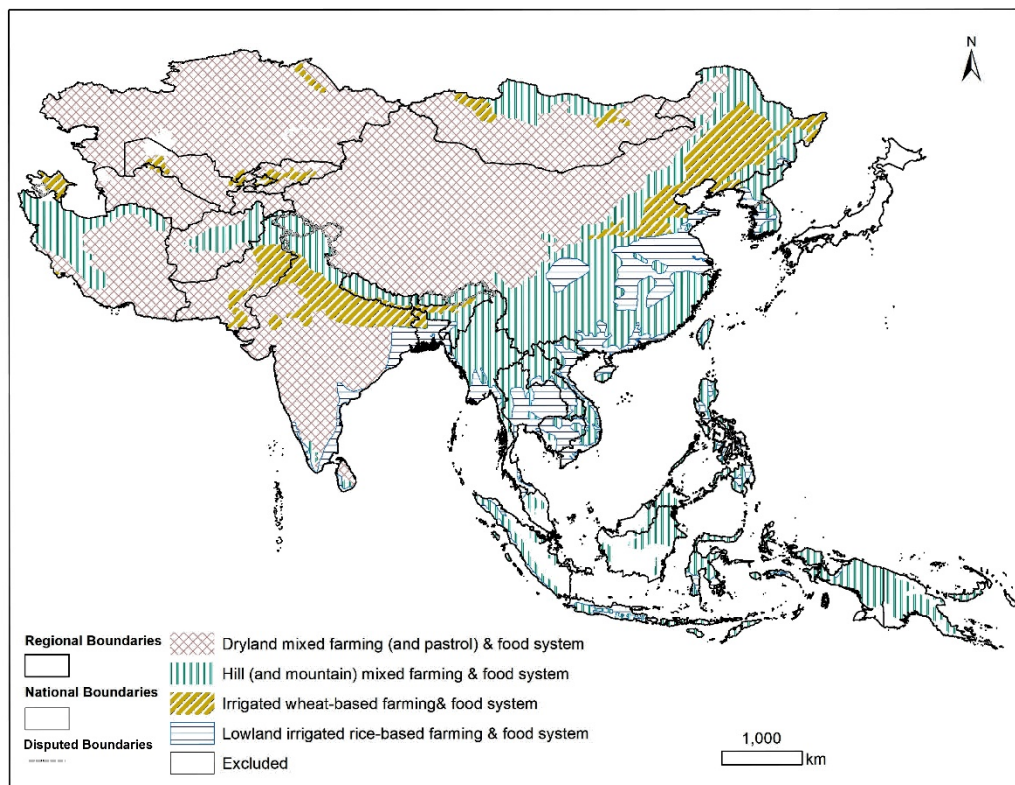 N
Regional Boundaries
National Boundaries
Disputed Boundaries
Dryland mixed farming (and pastrol) & food system
Hill (and mountain) mixed farming & food system
Irrigated wheat-based farming& food system
Lowland irrigated rice-based farming & food system
Excluded
1,000
km